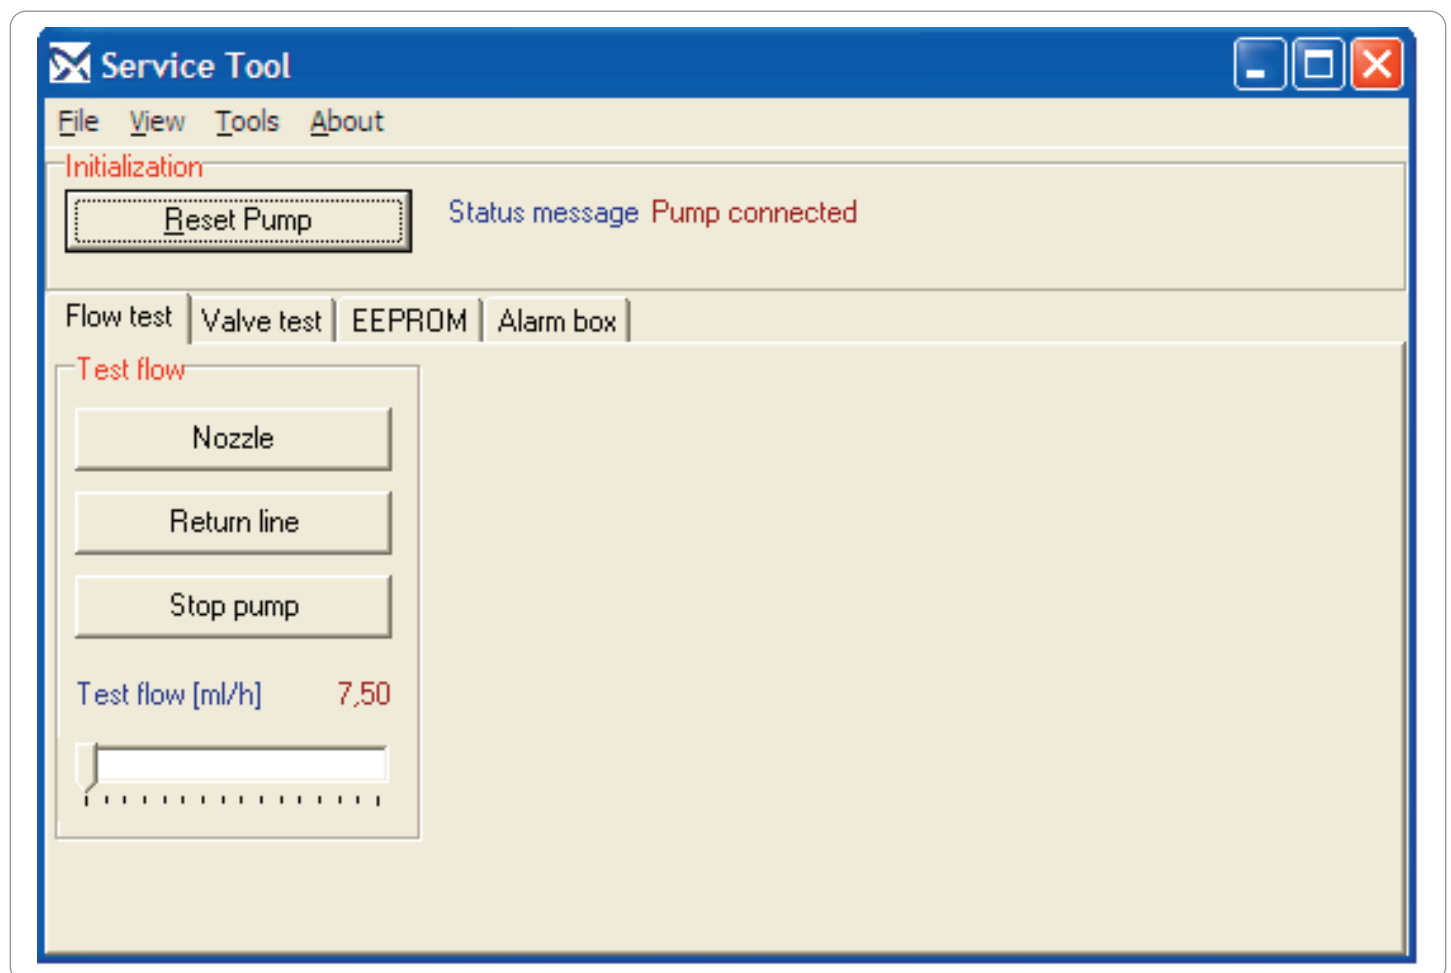 Service Tool
File View Tools About
Initialization
Reset Pump Status message Pump connected
Flow test Valve test EEPROM Alarm box
Test flow
Nozzle
Return line
Stop pump
Test flow [ml/h] 7,50